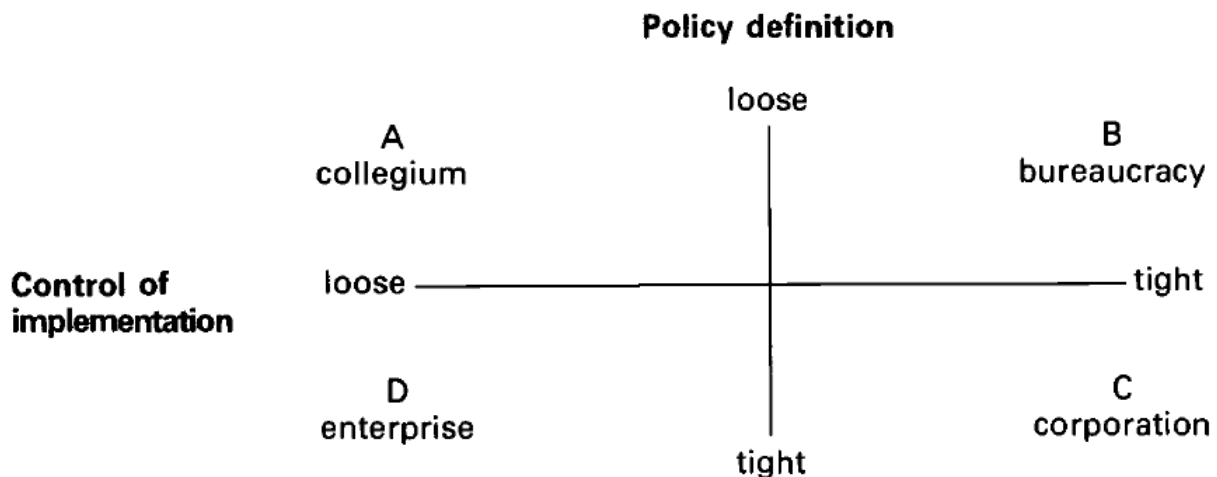 Policy definition
loose
A
collegium
B
bureaucracy
Control of
implementation
loose
tight
D
enterprise
C
corporation
tight